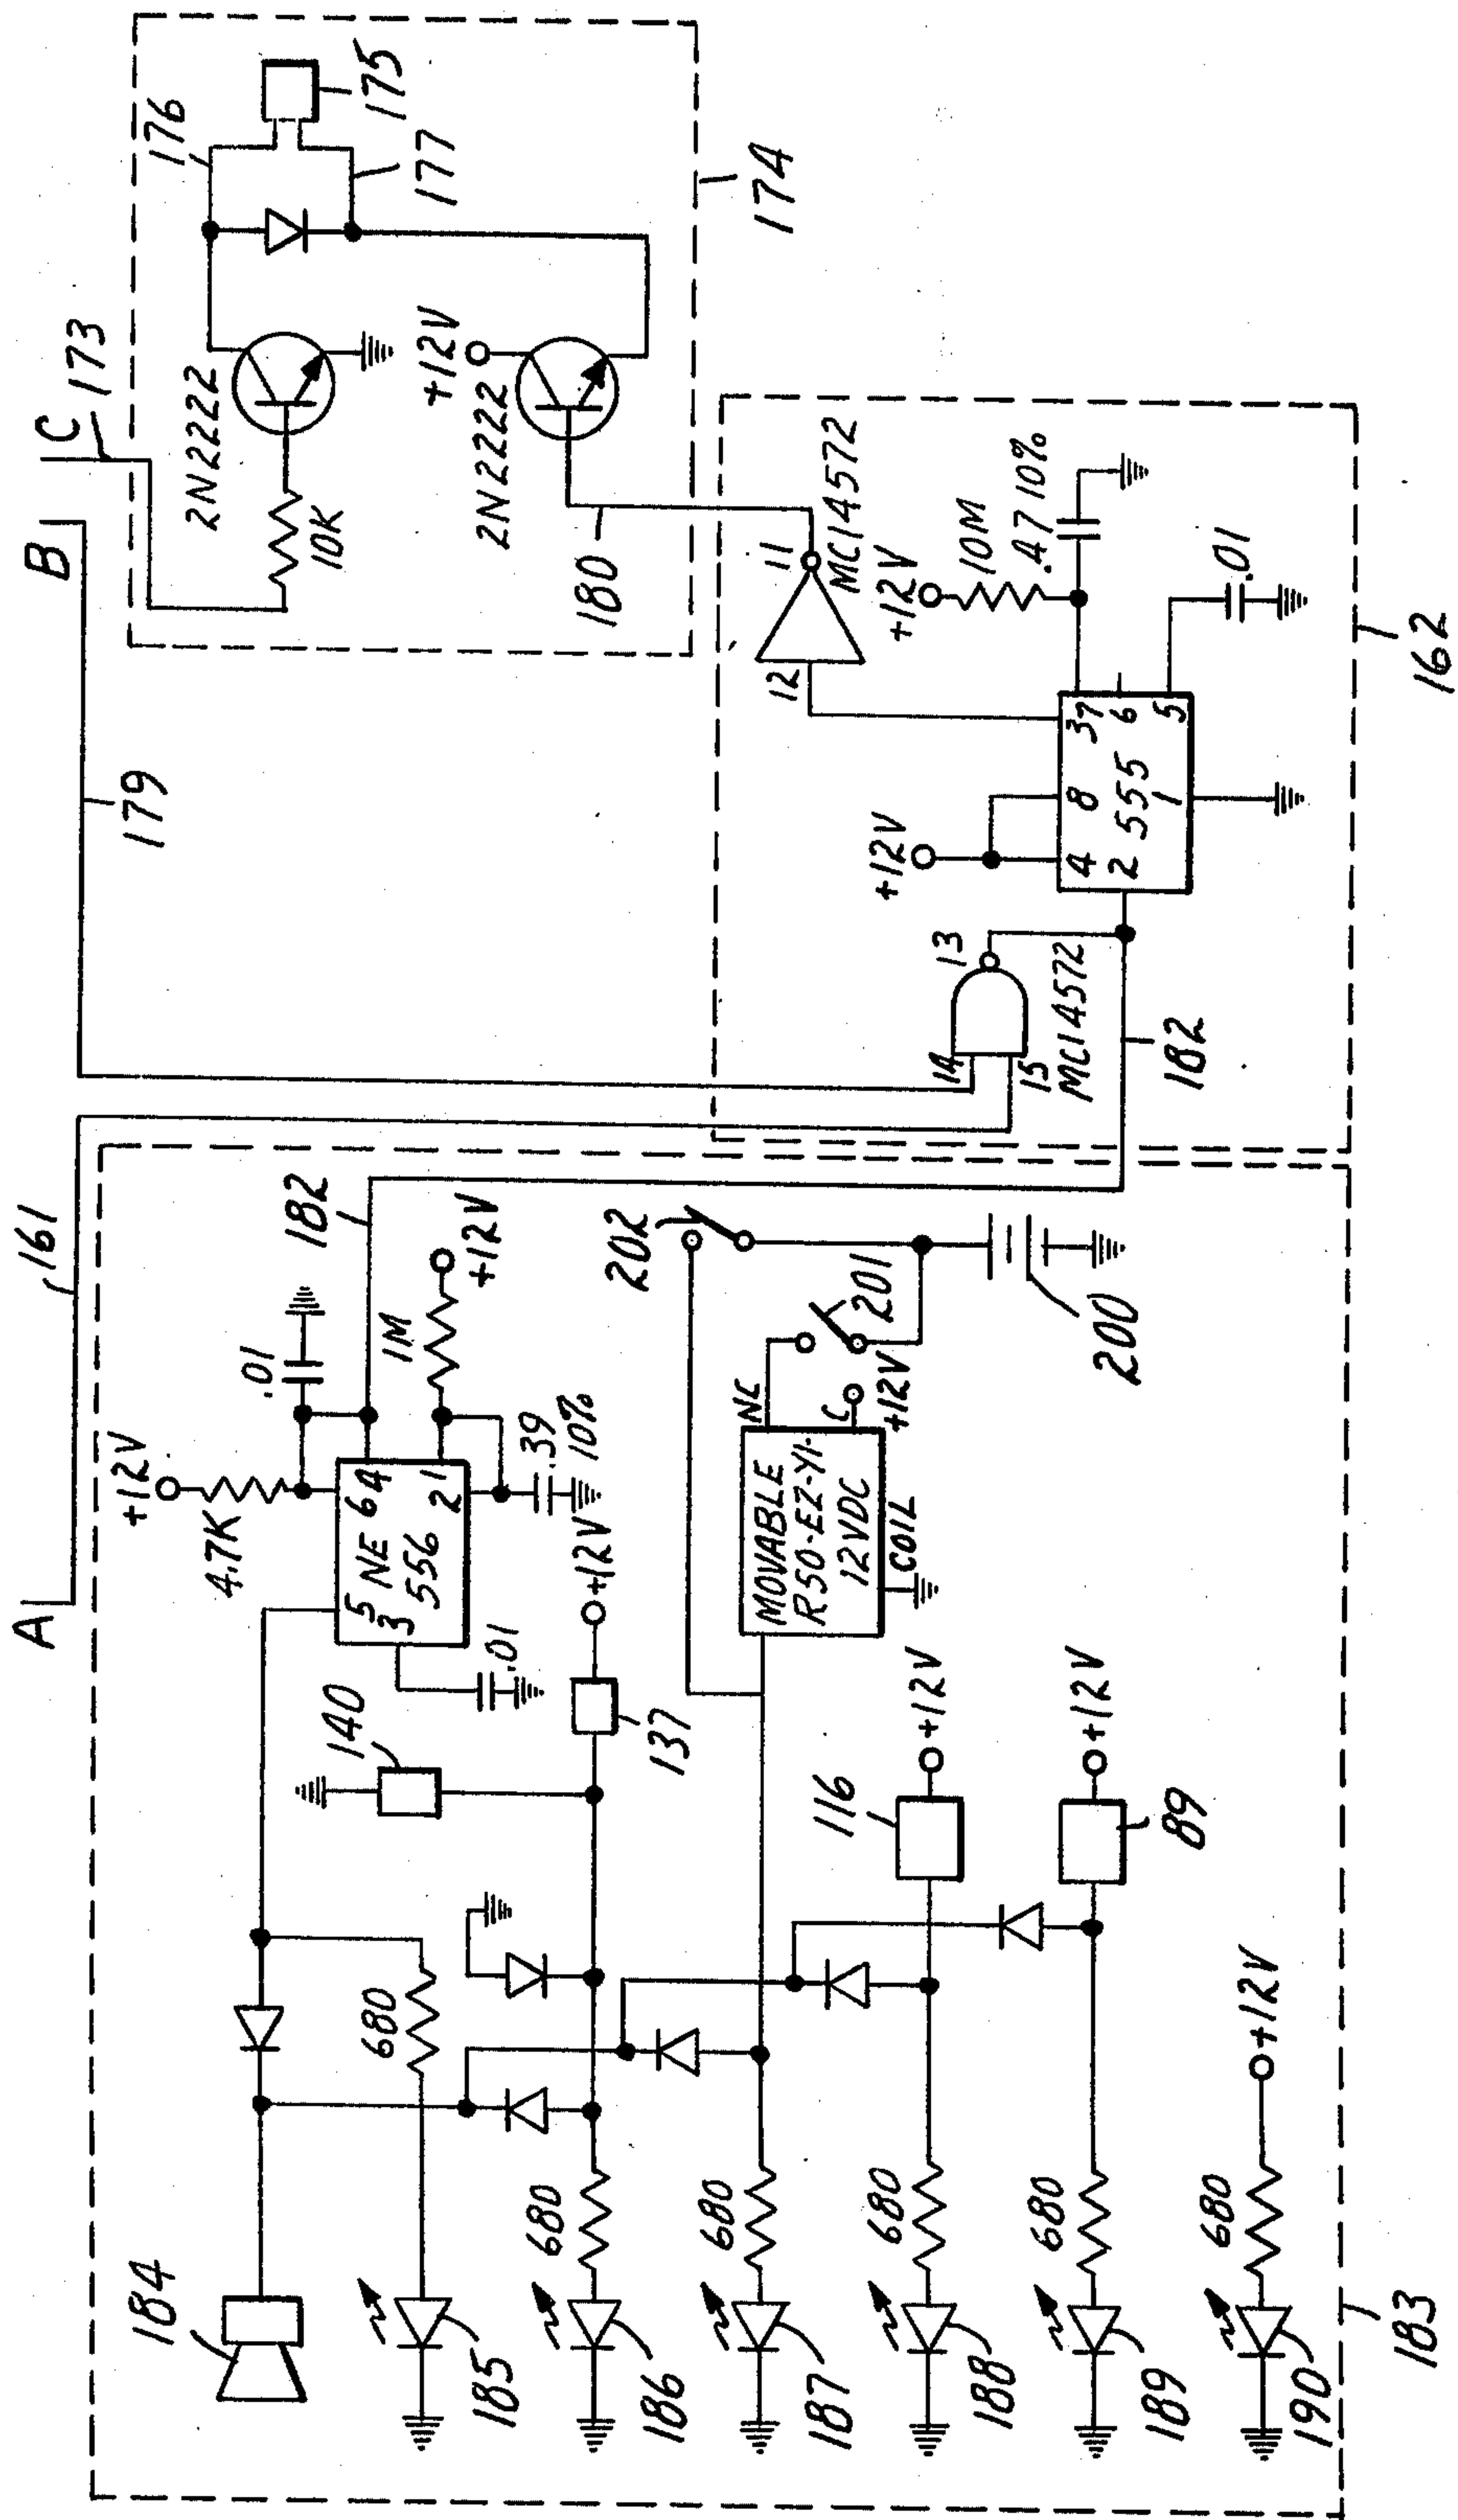 A
161
B
C
173
179
176
175
177
174
2N2222
10K
+12V
2N2222
180
11
12
MC14572
+12V
10M
.47 10%
+12V
4 8 3 7
6
2 555
1 5
.01
13
14
15
MC14572
182
162
+12V
4.7K
.01
182
1M
+12V
5 6 4
3 NE
556 2 1
.01
.39
10%
+12V
140
137
202
201
200
NC
C
+12V
MOVABLE
R50-EZ-Y1-
12VDC
COIL
116
+12V
89
+12V
+12V
184
680
185
680
186
680
187
680
188
680
189
680
190
183